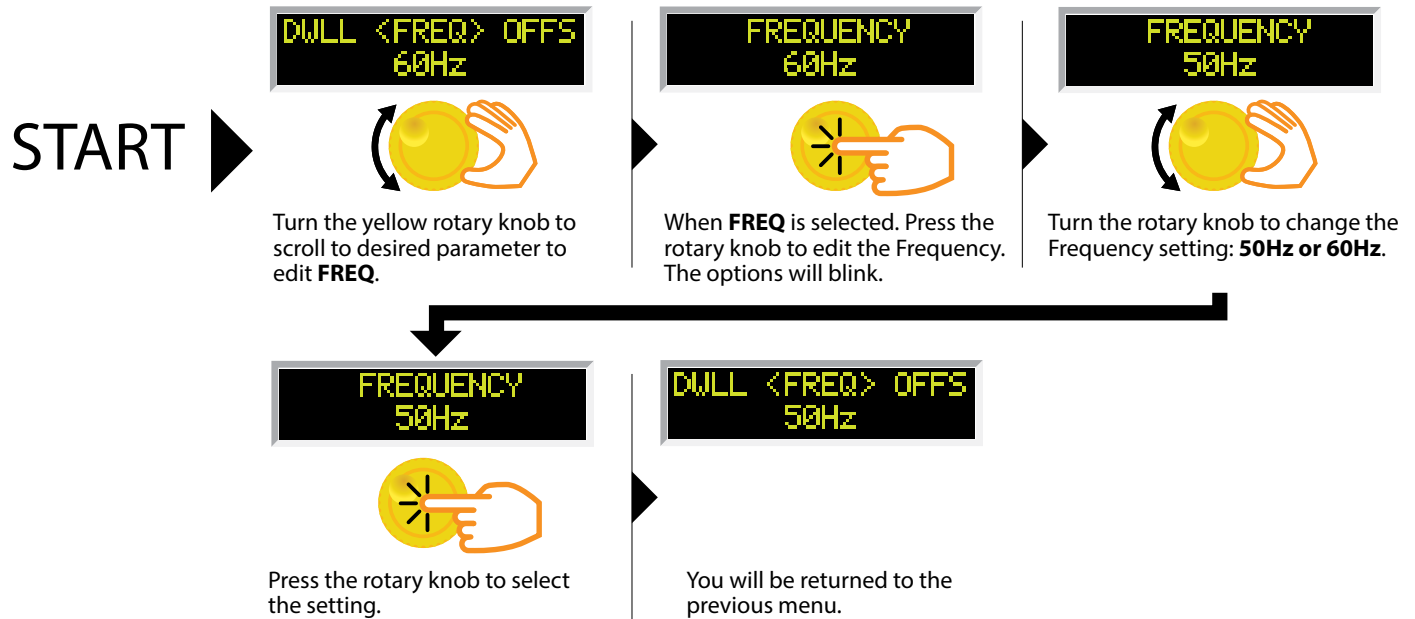 START
DWLL <FREQ> OFFS
60Hz
Turn the yellow rotary knob to
scroll to desired parameter to
edit FREQ.
FREQUENCY
60Hz
When FREQ is selected. Press the
rotary knob to edit the Frequency.
The options will blink.
FREQUENCY
50Hz
Turn the rotary knob to change the
Frequency setting: 50Hz or 60Hz.
FREQUENCY
50Hz
Press the rotary knob to select
the setting.
DWLL <FREQ> OFFS
50Hz
You will be returned to the
previous menu.